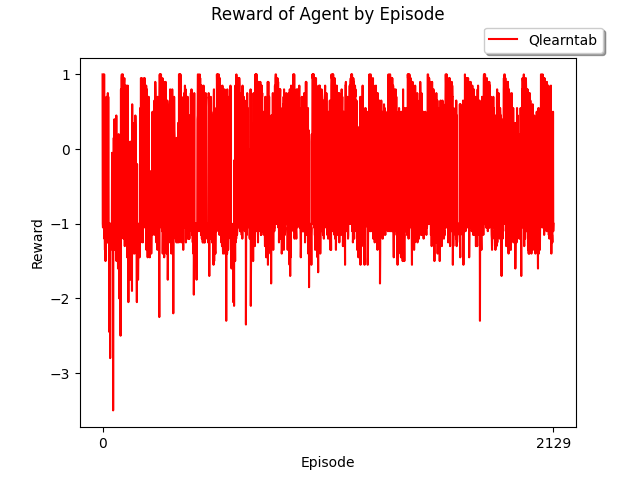 Reward of Agent by Episode
Qlearntab
1
0
−1
−2
−3
Reward
0
2129
Episode